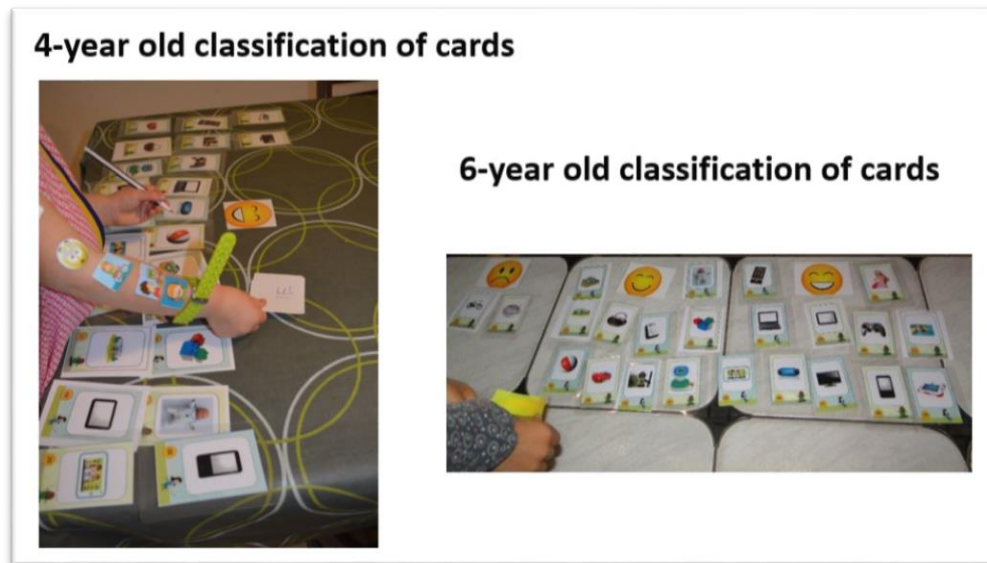 4-year old classification of cards
6-year old classification of cards